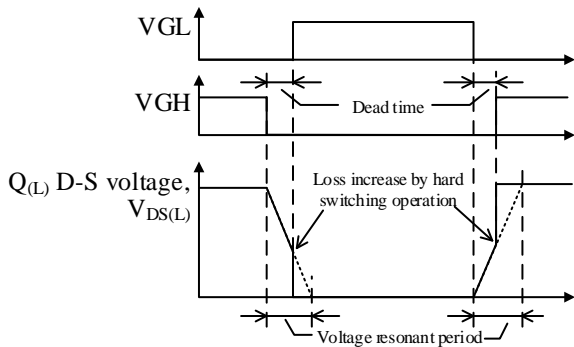 VGL
VGH
Dead time
Q(L) D-S voltage,
VDS(L)
Loss increase by hard
switching operation
Voltage resonant period